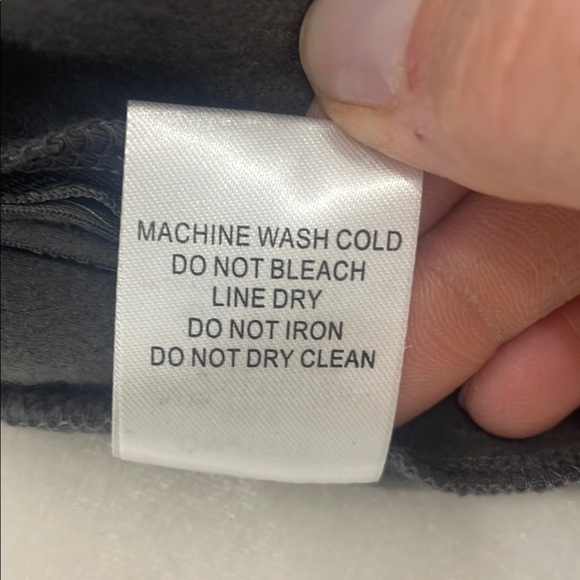 MACHINE WASH COLD
DO NOT BLEACH
LINE DRY
DO NOT IRON
DO NOT DRY CLEAN